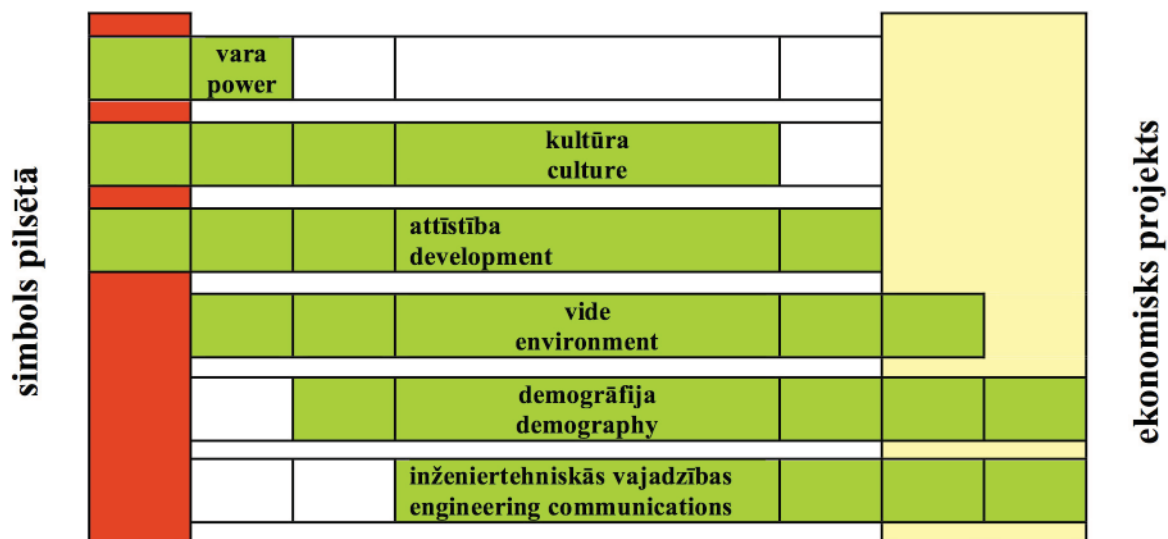 simbols pilsētā
vara
power
kultūra
culture
attīstība
development
vide
environment
demogrāfija
demography
inženiertehniskās vajadzības
engineering communications
ekonomisks projekts